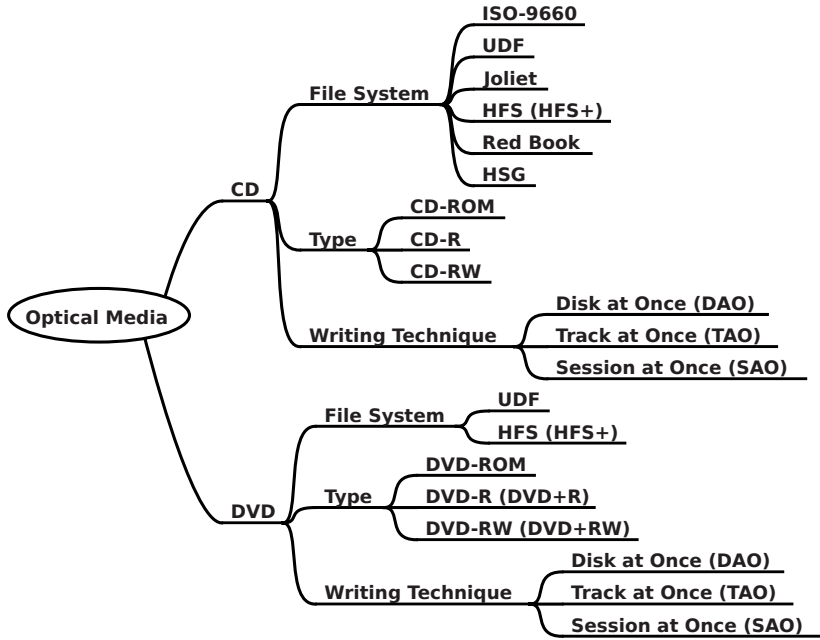 Optical Media
CD
File System
ISO-9660
UDF
Joliet
HFS (HFS+)
Red Book
HSG
Type
CD-ROM
CD-R
CD-RW
Writing Technique
Disk at Once (DAO)
Track at Once (TAO)
Session at Once (SAO)
DVD
File System
UDF
HFS (HFS+)
Type
DVD-ROM
DVD-R (DVD+R)
DVD-RW (DVD+RW)
Writing Technique
Disk at Once (DAO)
Track at Once (TAO)
Session at Once (SAO)